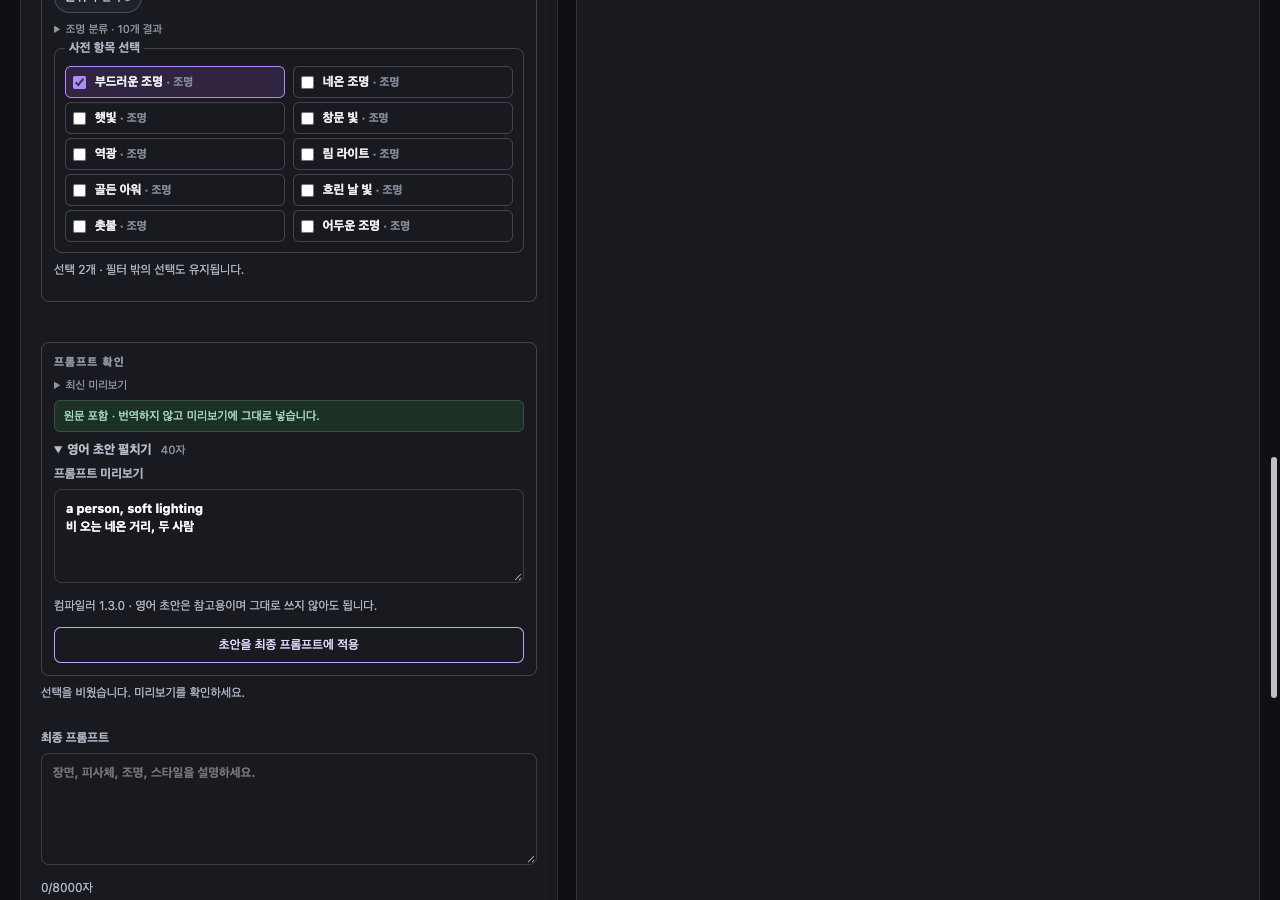 조명 분류 · 10개 결과
사전 항목 선택
부드러운 조명 · 조명
네온 조명 · 조명
햇빛 · 조명
창문 빛 · 조명
역광 · 조명
림 라이트 · 조명
골든 아워 · 조명
흐린 날 빛 · 조명
촛불 · 조명
어두운 조명 · 조명
선택 2개 · 필터 밖의 선택도 유지됩니다.
프롬프트 확인
최신 미리보기
원문 포함 · 번역하지 않고 미리보기에 그대로 넣습니다.
영어 초안 펼치기 40자
프롬프트 미리보기
a person, soft lighting
비 오는 네온 거리, 두 사람
컴파일러 1.3.0 · 영어 초안은 참고용이며 그대로 쓰지 않아도 됩니다.
초안을 최종 프롬프트에 적용
선택을 비웠습니다. 미리보기를 확인하세요.
최종 프롬프트
장면, 피사체, 조명, 스타일을 설명하세요.
0/8000자